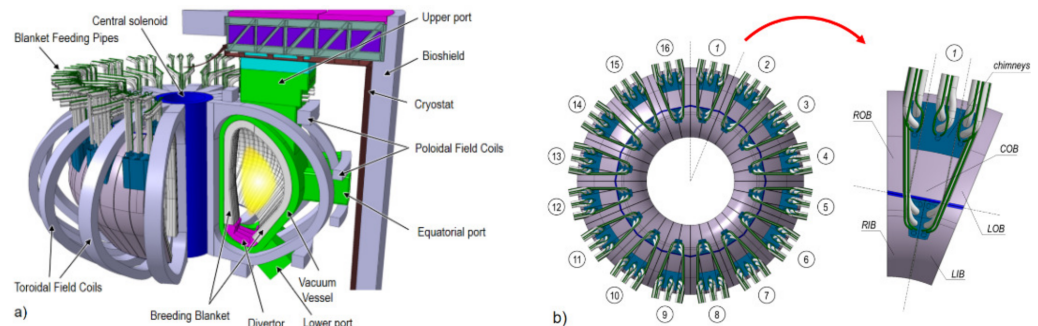 Central solenoid
Upper port
Blanket Feeding Pipes
Bioshield
Cryostat
Poloidal Field Coils
Equatorial port
Toroidal Field Coils
Breeding Blanket
Divertor
Vacuum
Vessel
Lower port
a)
16
1
2
3
4
5
6
7
8
9
10
11
12
13
14
15
b)
1
chimneys
ROB
COB
RIB
LOB
LIB